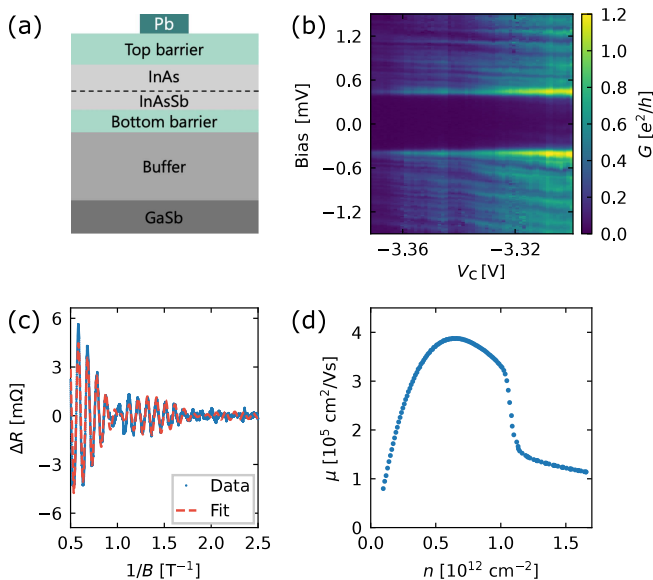 (a)
Pb
Top barrier
InAs
InAsSb
Bottom barrier
Buffer
GaSb
(b)
1.2
0.6
0.0
−0.6
−1.2
Bias [mV]
−3.36
−3.32
V_C [V]
1.2
1.0
0.8
0.6
0.4
0.2
0.0
G [e²/h]
(c)
6
3
0
−3
−6
ΔR [mΩ]
Data
Fit
0.5 1.0 1.5 2.0 2.5
1/B [T⁻¹]
(d)
5
4
3
2
1
0
μ [10⁵ cm²/Vs]
0.0 0.5 1.0 1.5
n [10¹² cm⁻²]